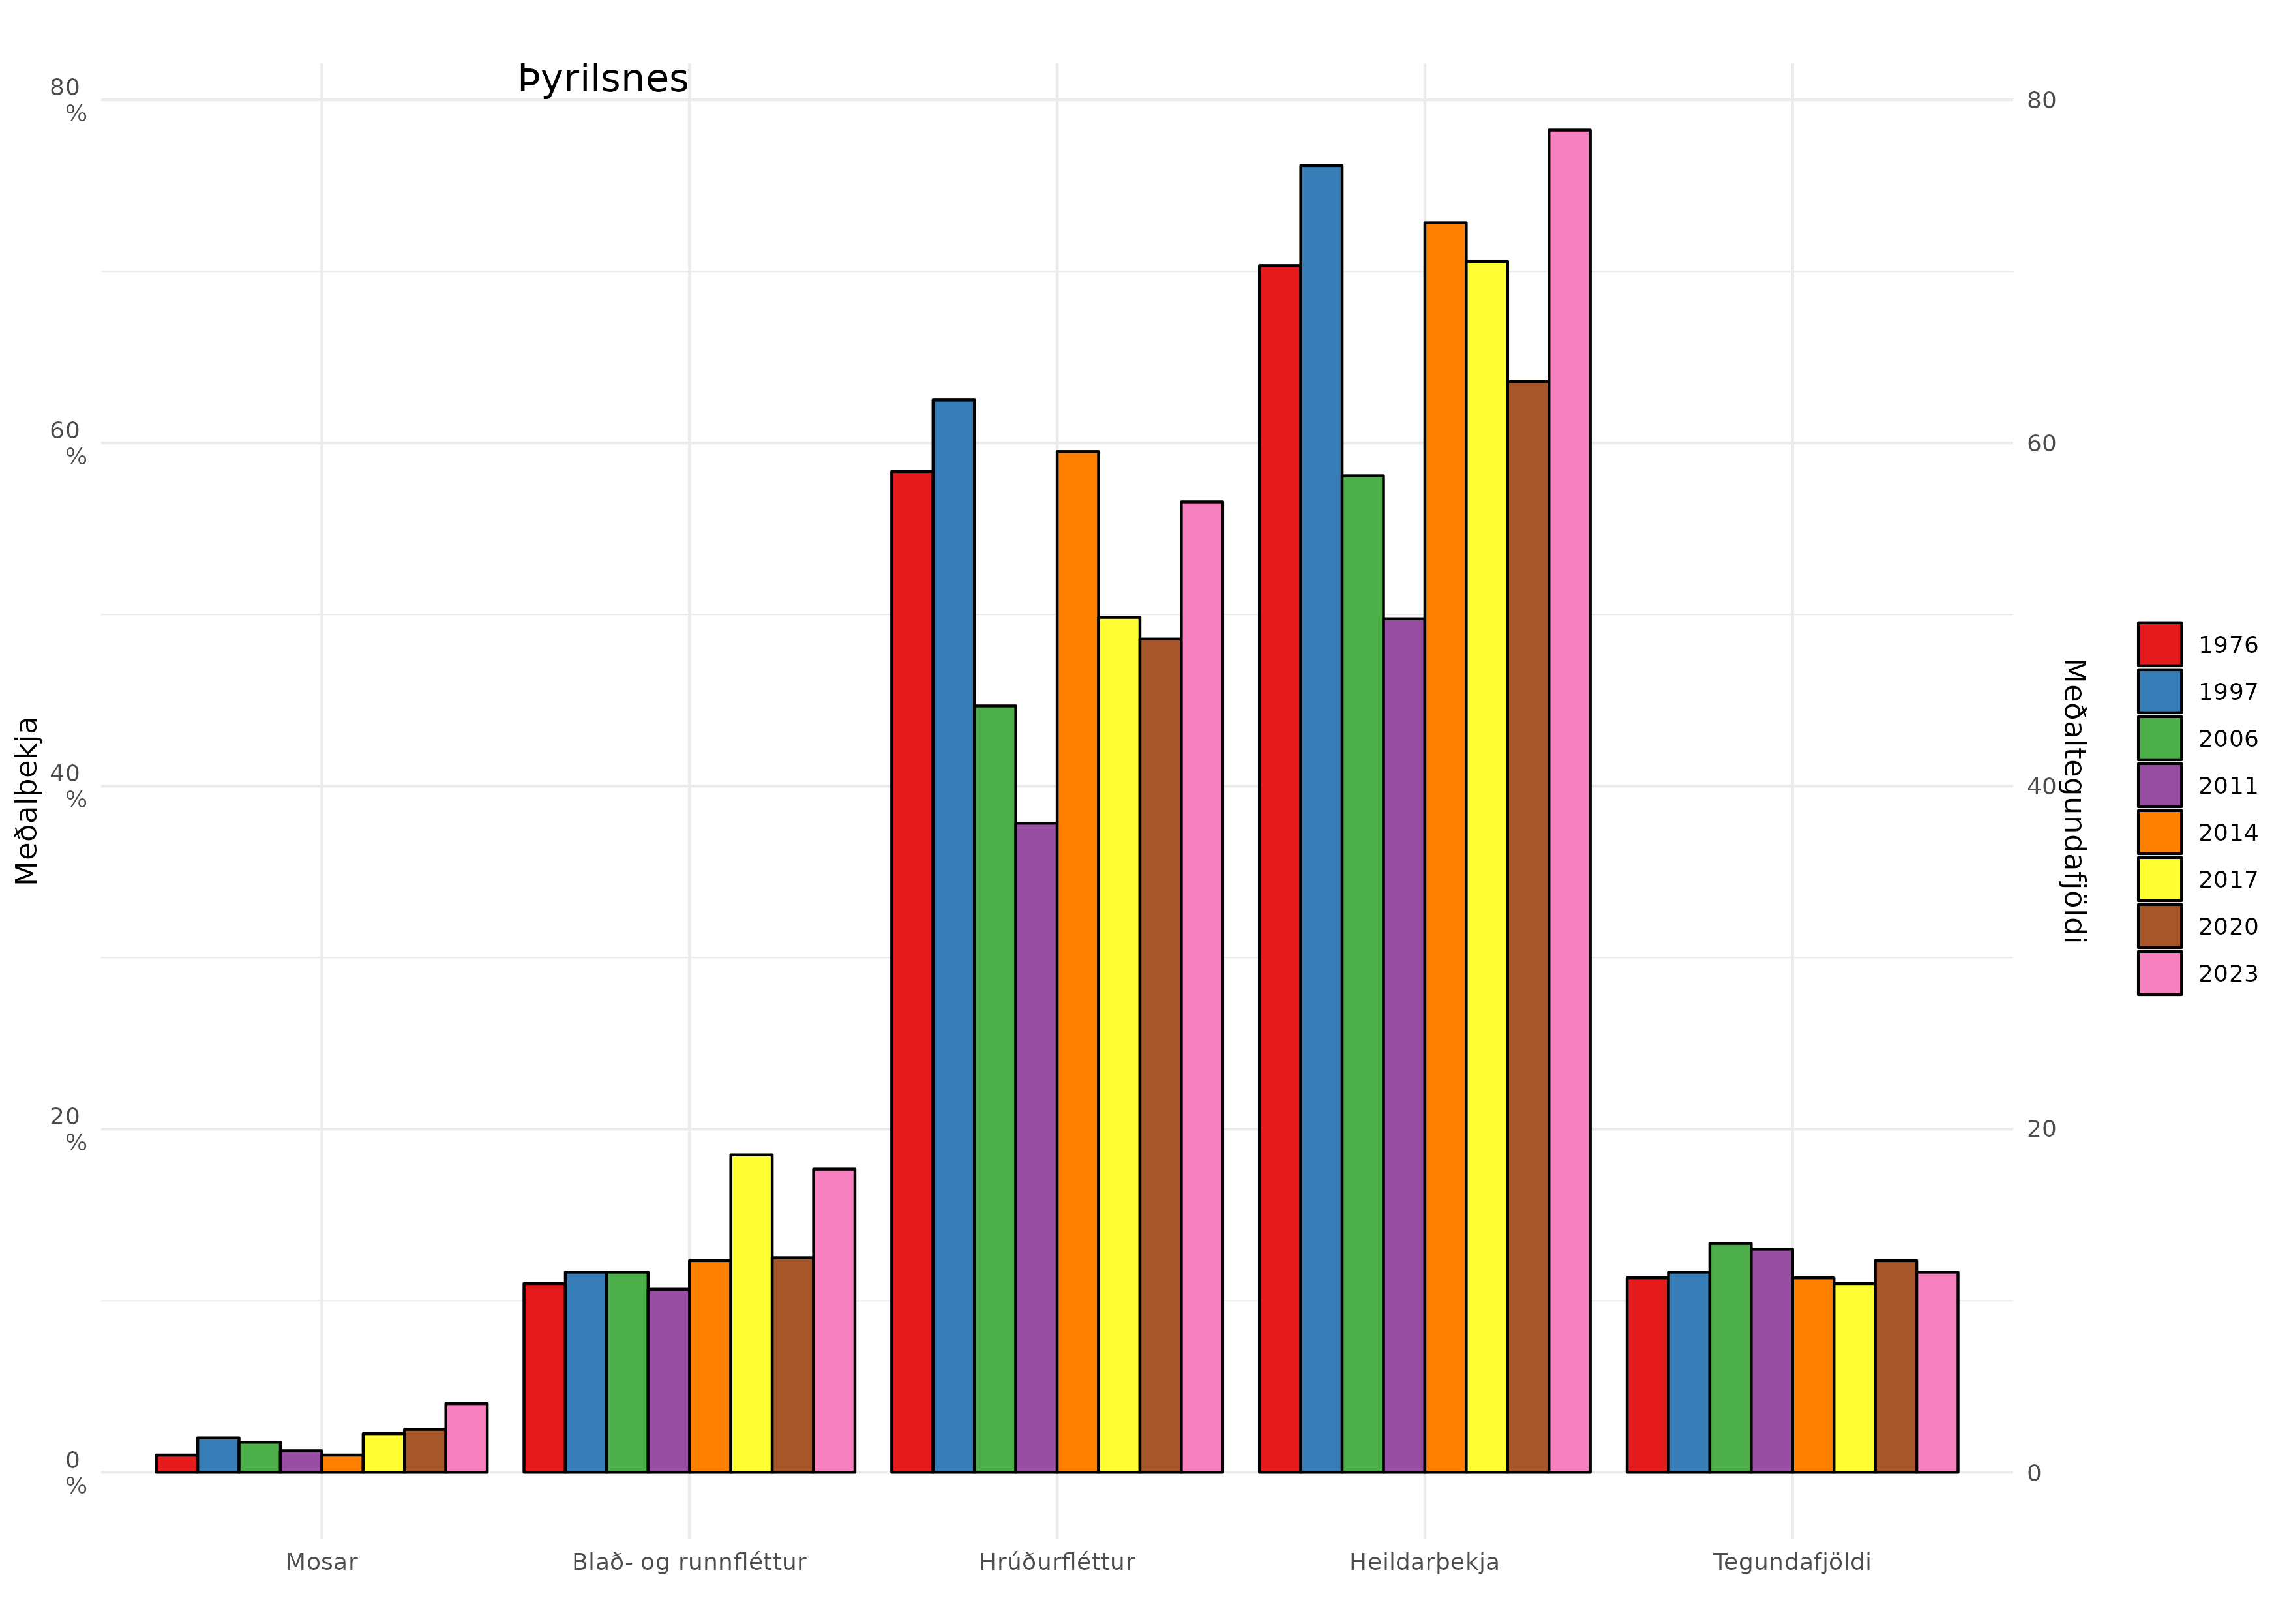 Þyrilsnes
Meðalþekja
80
%
60
%
40
%
20
%
0
%
80
60
40
20
0
Meðaltegundafjöldi
Mosar
Blað- og runnfléttur
Hrúðurfléttur
Heildarþekja
Tegundafjöldi
1976
1997
2006
2011
2014
2017
2020
2023